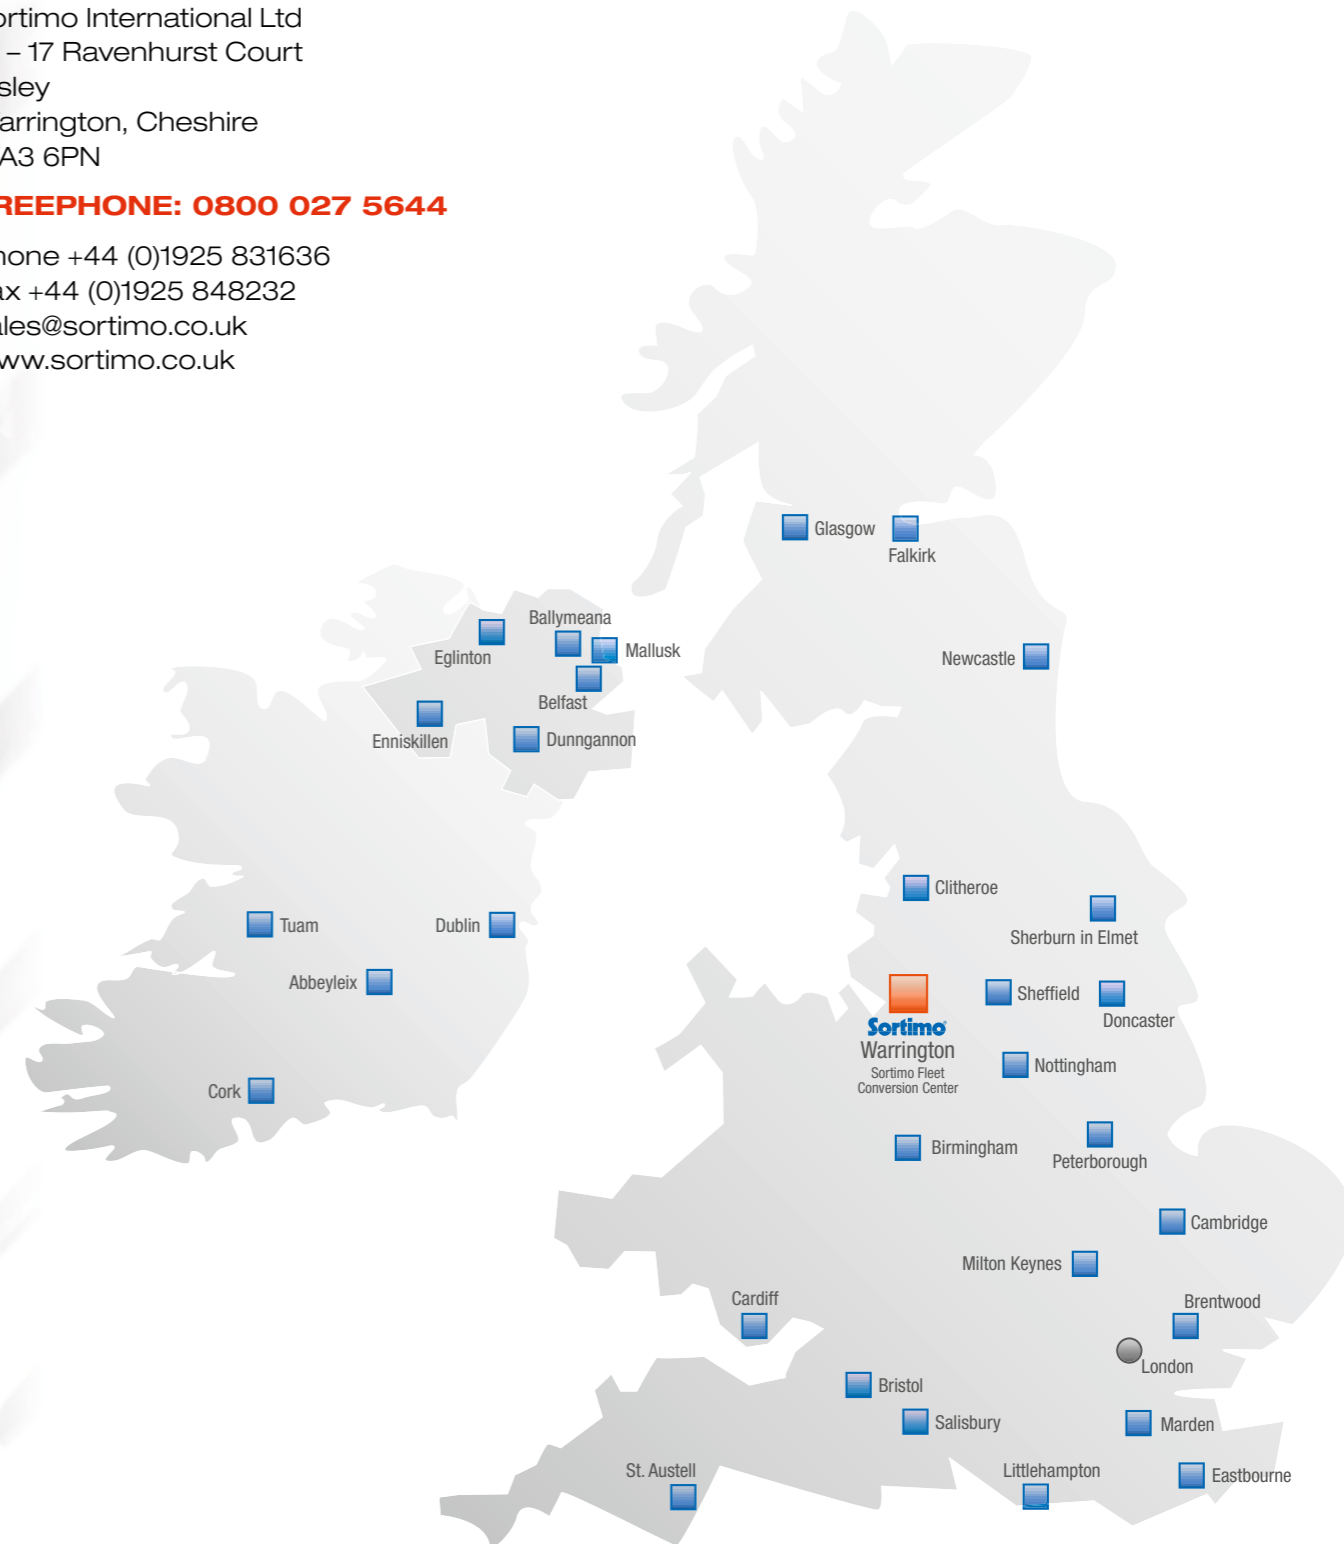 ortimo International Ltd
– 17 Ravenhurst Court
sley
arrington, Cheshire
A3 6PN
REEPHONE: 0800 027 5644
hone +44 (0)1925 831636
ax +44 (0)1925 848232
ales@sortimo.co.uk
ww.sortimo.co.uk
Glasgow
Falkirk
Ballymeana
Eglinton
Mallusk
Newcastle
Belfast
Enniskillen
Dunngannon
Clitheroe
Tuam
Dublin
Sherburn in Elmet
Abbeyleix
Sheffield
Doncaster
Sortimo
Warrington
Sortimo Fleet
Conversion Center
Nottingham
Cork
Birmingham
Peterborough
Cambridge
Milton Keynes
Cardiff
Brentwood
London
Bristol
Salisbury
Marden
St. Austell
Littlehampton
Eastbourne